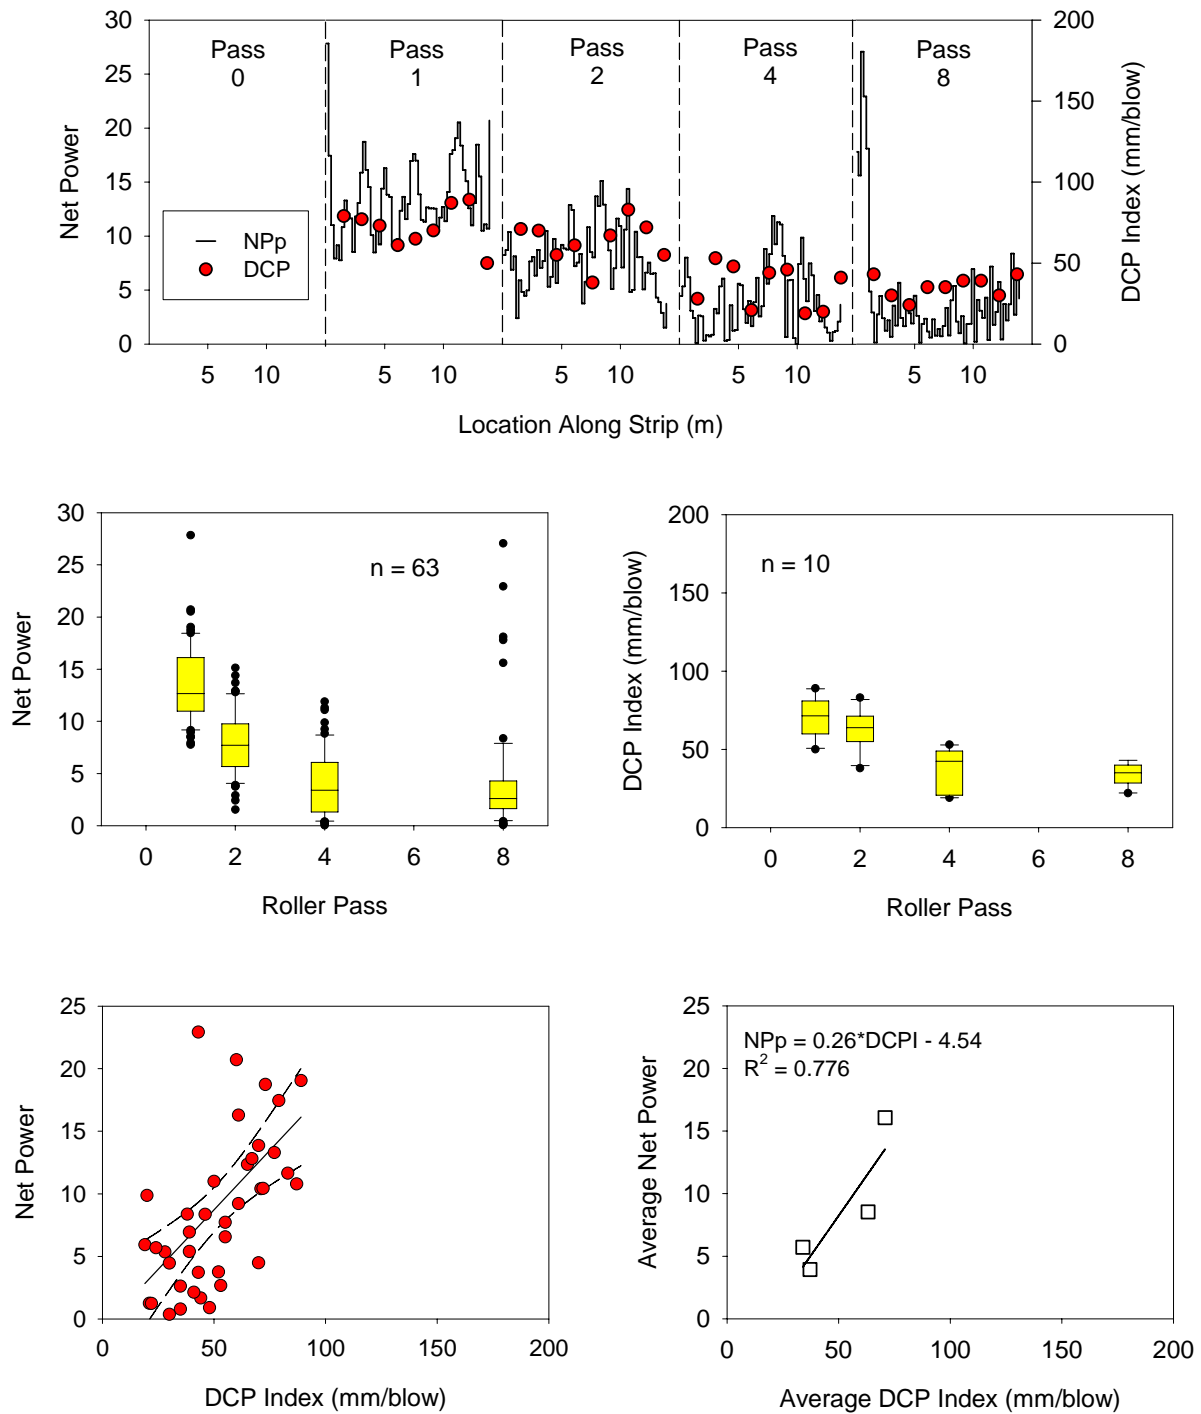 30
25
20
15
10
5
0
Net Power
Pass
0
Pass
1
Pass
2
Pass
4
Pass
8
NPp
DCP
200
150
100
50
0
DCP Index (mm/blow)
5 10 5 10 5 10 5 10 5 10
Location Along Strip (m)
30
25
20
15
10
5
0
Net Power
n = 63
0 2 4 6 8
Roller Pass
200
150
100
50
0
DCP Index (mm/blow)
n = 10
0 2 4 6 8
Roller Pass
25
20
15
10
5
0
Net Power
0 50 100 150 200
DCP Index (mm/blow)
25
20
15
10
5
0
Average Net Power
NPp = 0.26*DCPI - 4.54
R² = 0.776
0 50 100 150 200
Average DCP Index (mm/blow)